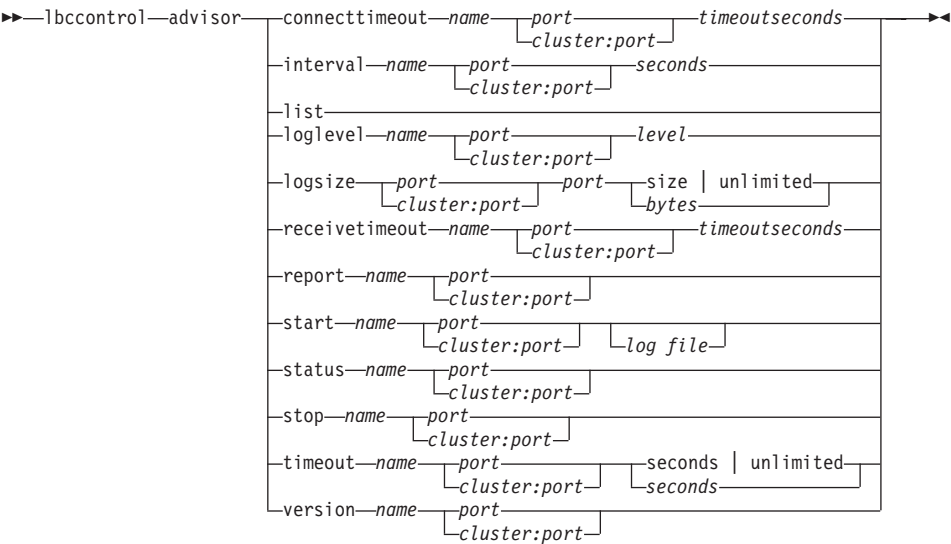 lbccontrol advisor connecttimeout name port timeoutseconds
cluster:port
interval name port seconds
cluster:port
list
loglevel name port level
cluster:port
logsize port port size | unlimited
cluster:port bytes
receivetimeout name port timeoutseconds
cluster:port
report name port
cluster:port
start name port
cluster:port log file
status name port
cluster:port
stop name port
cluster:port
timeout name port seconds | unlimited
cluster:port seconds
version name port
cluster:port